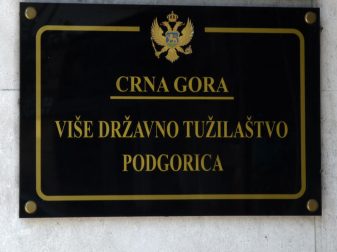 CRNA GORA
VIŠE DRŽAVNO TUŽILAŠTVO
PODGORICA